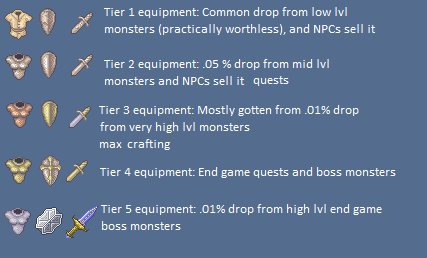 Tier 1 equipment: Common drop from low lvl
monsters (practically worthless), and NPCs sell it
Tier 2 equipment: .05 % drop from mid lvl
monsters and NPCs sell it quests
Tier 3 equipment: Mostly gotten from .01% drop
from very high lvl monsters
max crafting
Tier 4 equipment: End game quests and boss monsters
Tier 5 equipment: .01% drop from high lvl end game
boss monsters